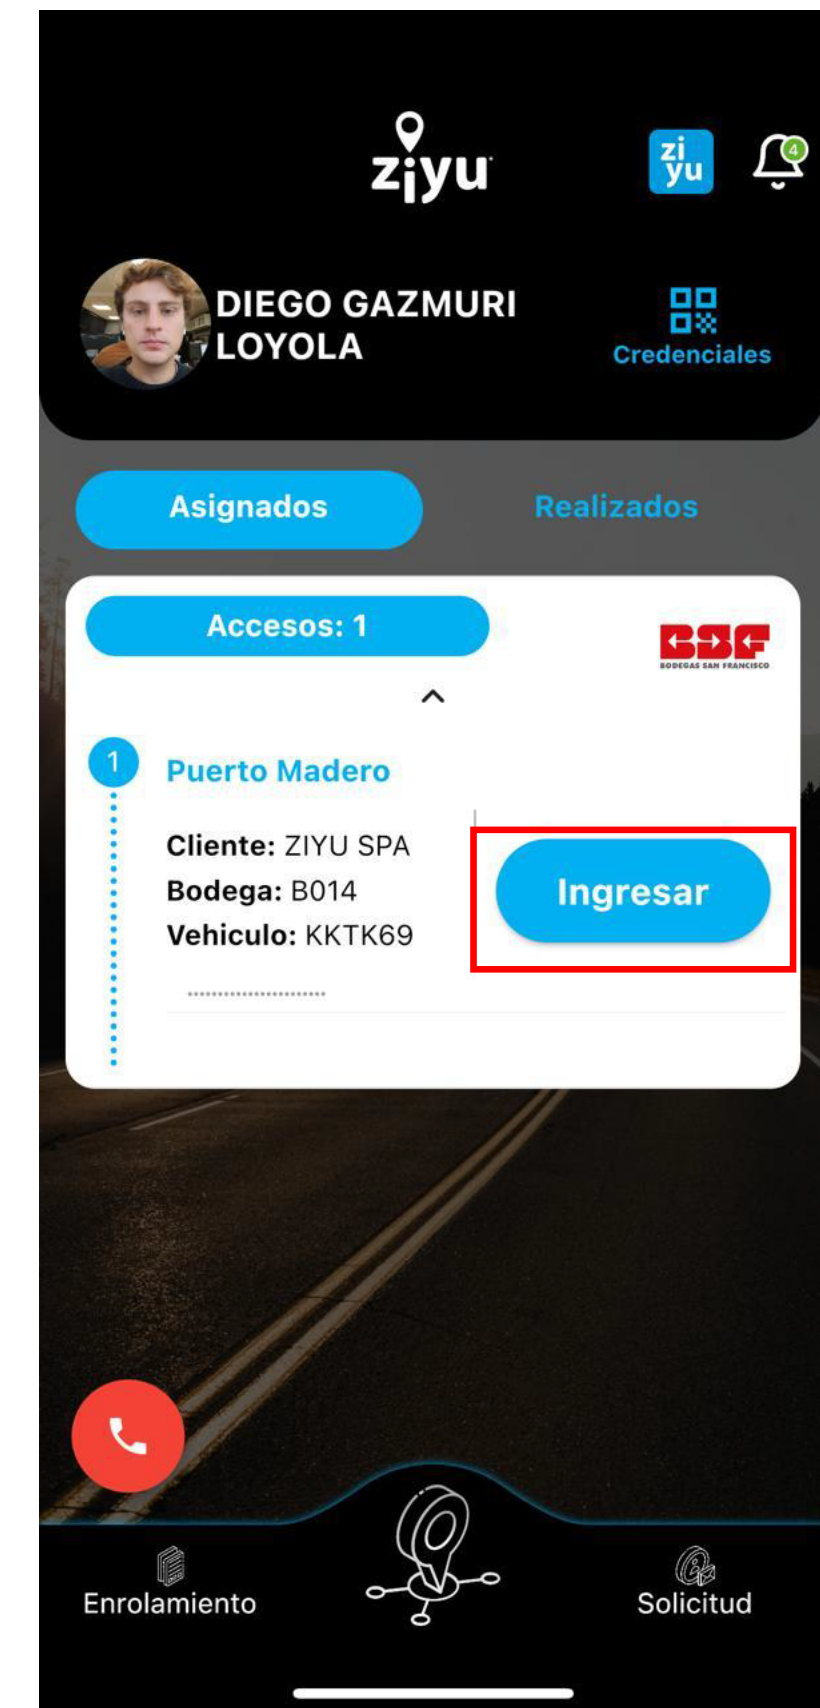 ziyu
zi
yu
4
DIEGO GAZMURI
LOYOLA
Credenciales
Asignados
Realizados
Accesos: 1
BSF
BODEGAS SAN FRANCISCO
1
Puerto Madero
Cliente: ZIYU SPA
Bodega: B014
Vehiculo: KKTK69
Ingresar
Enrolamiento
Solicitud